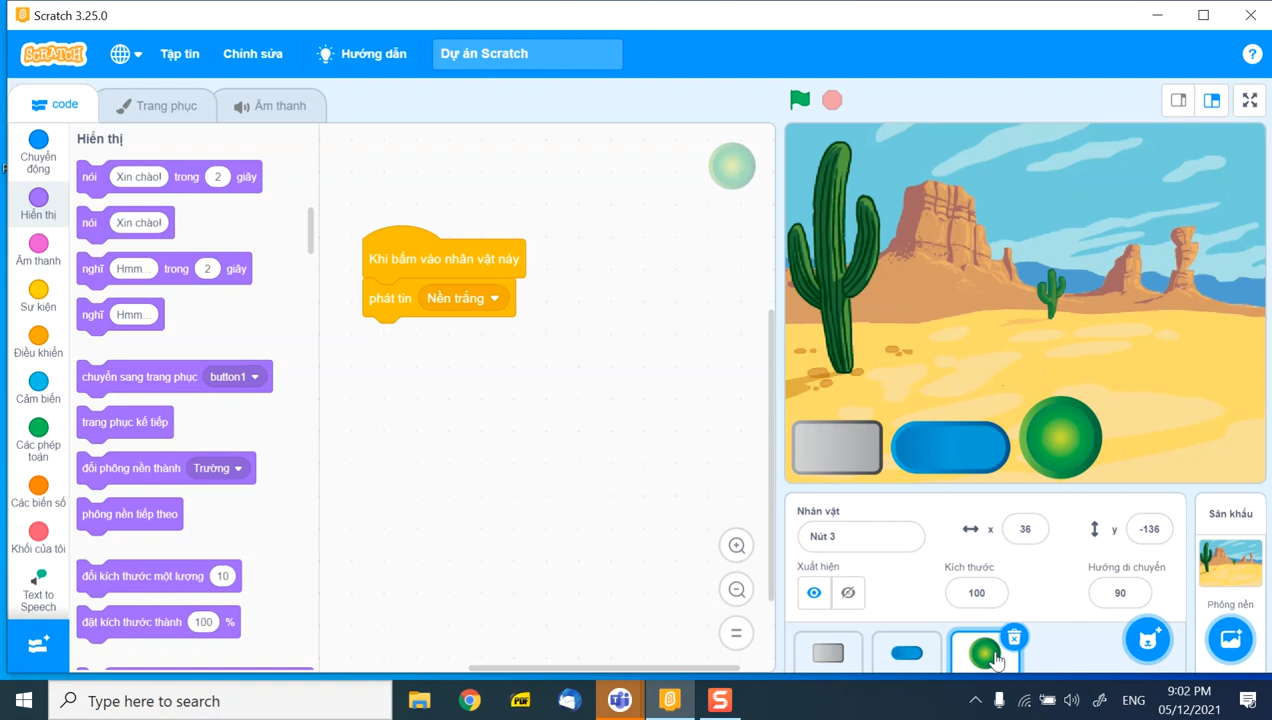 Scratch 3.25.0
SCRATCH
Tập tin
Chỉnh sửa
Hướng dẫn
Dự án Scratch
?
code
Trang phục
Âm thanh
Chuyển động
Hiển thị
Âm thanh
Sự kiện
Điều khiển
Cảm biến
Các phép toán
Các biến số
Khối của tôi
Text to Speech
Hiển thị
nói Xin chào! trong 2 giây
nói Xin chào!
nghĩ Hmm... trong 2 giây
nghĩ Hmm...
chuyển sang trang phục button1
trang phục kế tiếp
đổi phông nền thành Trường
phông nền tiếp theo
đổi kích thước một lượng 10
đặt kích thước thành 100 %
Khi bấm vào nhân vật này
phát tin Nền trắng
Nhân vật
Nút 3
x 36
y -136
Xuất hiện
Kích thước
100
Hướng di chuyển
90
Sân khấu
Phông nền
Type here to search
PDF
S
ENG
9:02 PM
05/12/2021